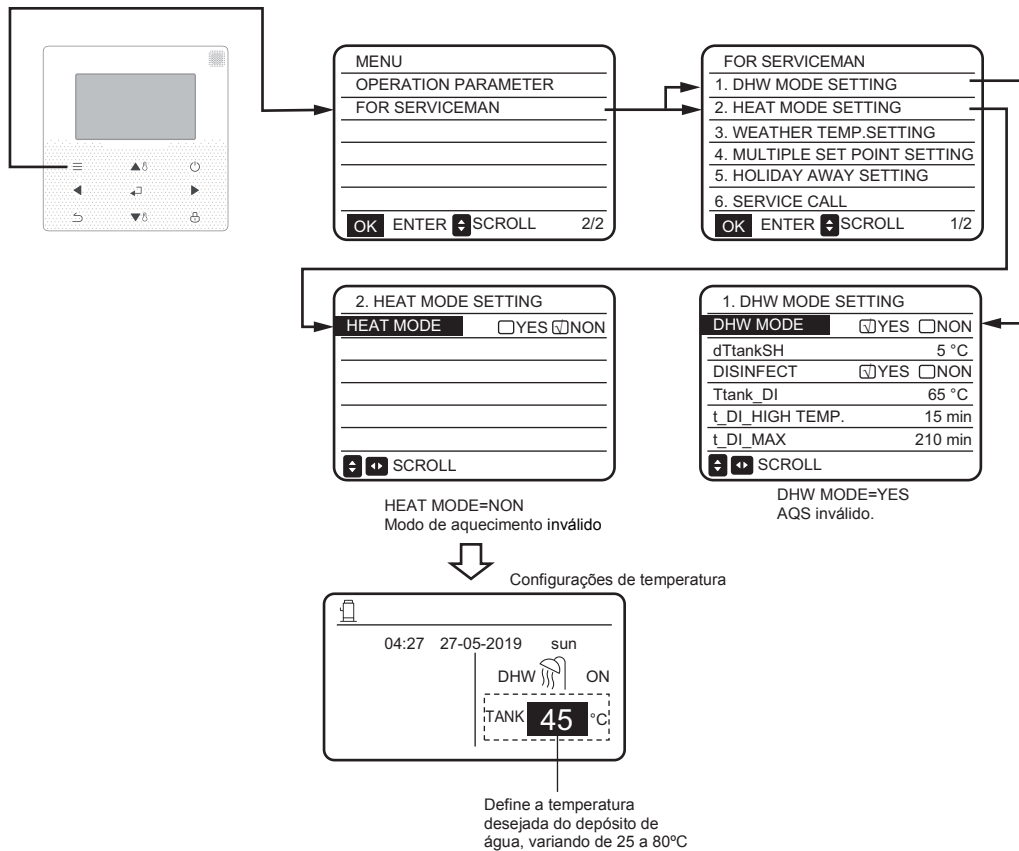 MENU
OPERATION PARAMETER
FOR SERVICEMAN
OK ENTER SCROLL 2/2
FOR SERVICEMAN
1. DHW MODE SETTING
2. HEAT MODE SETTING
3. WEATHER TEMP.SETTING
4. MULTIPLE SET POINT SETTING
5. HOLIDAY AWAY SETTING
6. SERVICE CALL
OK ENTER SCROLL 1/2
2. HEAT MODE SETTING
HEAT MODE YES NON
SCROLL
HEAT MODE=NON
Modo de aquecimento inválido
1. DHW MODE SETTING
DHW MODE YES NON
dTtankSH 5 °C
DISINFECT YES NON
Ttank_DI 65 °C
t_DI_HIGH TEMP. 15 min
t_DI_MAX 210 min
SCROLL
DHW MODE=YES
AQS inválido.
Configurações de temperatura
04:27 27-05-2019 sun
DHW ON
TANK 45 °C
Define a temperatura
desejada do depósito de
água, variando de 25 a 80ºC